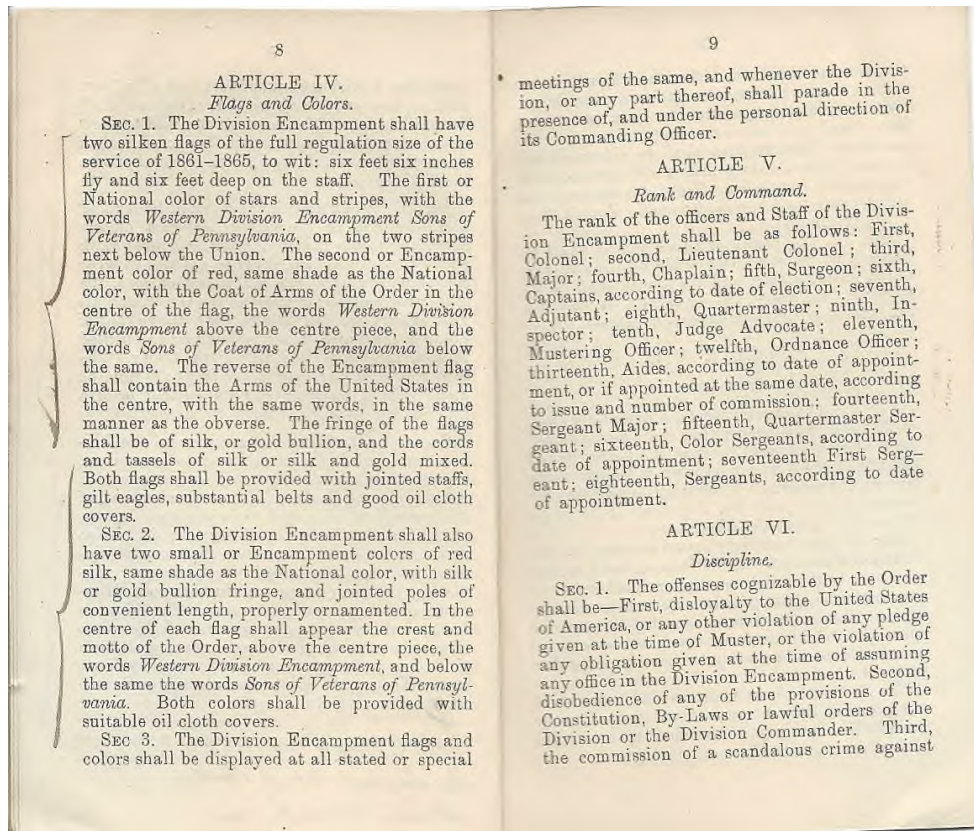 8
ARTICLE IV.
Flags and Colors.
SEC. 1. The Division Encampment shall have
two silken flags of the full regulation size of the
service of 1861–1865, to wit: six feet six inches
fly and six feet deep on the staff. The first or
National color of stars and stripes, with the
words Western Division Encampment Sons of
Veterans of Pennsylvania, on the two stripes
next below the Union. The second or Encamp-
ment color of red, same shade as the National
color, with the Coat of Arms of the Order in the
centre of the flag, the words Western Division
Encampment above the centre piece, and the
words Sons of Veterans of Pennsylvania below
the same. The reverse of the Encampment flag
shall contain the Arms of the United States in
the centre, with the same words, in the same
manner as the obverse. The fringe of the flags
shall be of silk, or gold bullion, and the cords
and tassels of silk or silk and gold mixed.
Both flags shall be provided with jointed staffs,
gilt eagles, substantial belts and good oil cloth
covers.
SEC. 2. The Division Encampment shall also
have two small or Encampment colors of red
silk, same shade as the National color, with silk
or gold bullion fringe, and jointed poles of
convenient length, properly ornamented. In the
centre of each flag shall appear the crest and
motto of the Order, above the centre piece, the
words Western Division Encampment, and below
the same the words Sons of Veterans of Pennsyl-
vania. Both colors shall be provided with
suitable oil cloth covers.
SEC 3. The Division Encampment flags and
colors shall be displayed at all stated or special
9
meetings of the same, and whenever the Divis-
ion, or any part thereof, shall parade in the
presence of, and under the personal direction of
its Commanding Officer.
ARTICLE V.
Rank and Command.
The rank of the officers and Staff of the Divis-
ion Encampment shall be as follows: First,
Colonel; second, Lieutenant Colonel; third,
Major; fourth, Chaplain; fifth, Surgeon; sixth,
Captains, according to date of election; seventh,
Adjutant; eighth, Quartermaster; ninth, In-
spector; tenth, Judge Advocate; eleventh,
Mustering Officer; twelfth, Ordnance Officer;
thirteenth, Aides, according to date of appoint-
ment, or if appointed at the same date, according
to issue and number of commission; fourteenth,
Sergeant Major; fifteenth, Quartermaster Ser-
geant; sixteenth, Color Sergeants, according to
date of appointment; seventeenth First Serg-
eant; eighteenth, Sergeants, according to date
of appointment.
ARTICLE VI.
Discipline.
SEC. 1. The offenses cognizable by the Order
shall be—First, disloyalty to the United States
of America, or any other violation of any pledge
given at the time of Muster, or the violation of
any obligation given at the time of assuming
any office in the Division Encampment. Second,
disobedience of any of the provisions of the
Constitution, By-Laws or lawful orders of the
Division or the Division Commander. Third,
the commission of a scandalous crime against